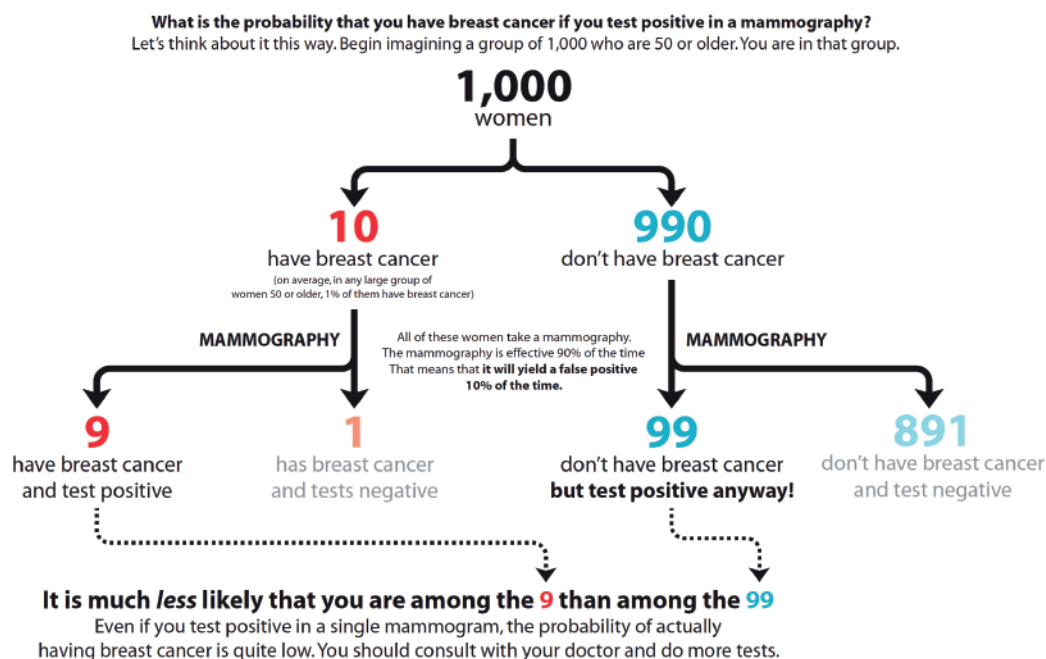 What is the probability that you have breast cancer if you test positive in a mammography?
Let's think about it this way. Begin imagining a group of 1,000 who are 50 or older. You are in that group.
1,000
women
10
have breast cancer
(on average, in any large group of
women 50 or older, 1% of them have breast cancer)
990
don't have breast cancer
MAMMOGRAPHY
All of these women take a mammography.
The mammography is effective 90% of the time
That means that it will yield a false positive
10% of the time.
MAMMOGRAPHY
9
have breast cancer
and test positive
1
has breast cancer
and tests negative
99
don't have breast cancer
but test positive anyway!
891
don't have breast cancer
and test negative
It is much less likely that you are among the 9 than among the 99
Even if you test positive in a single mammogram, the probability of actually
having breast cancer is quite low. You should consult with your doctor and do more tests.